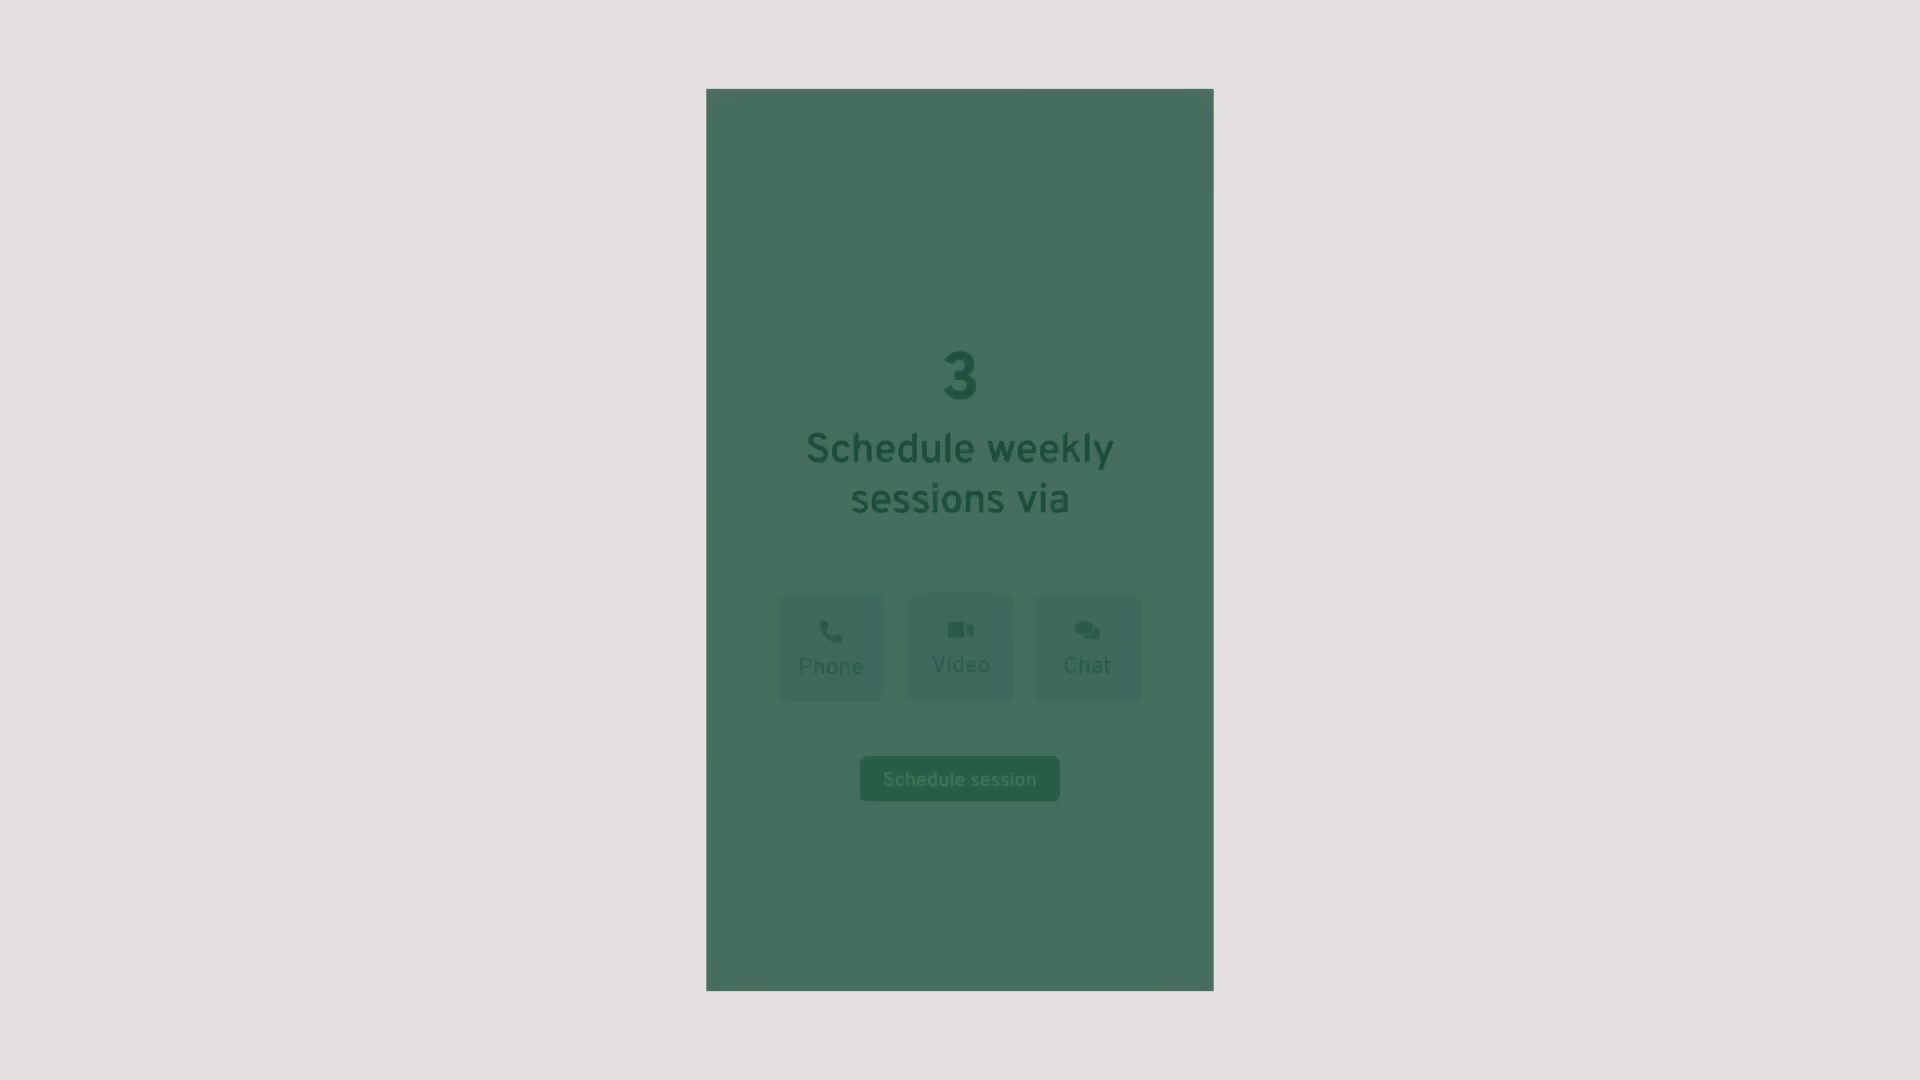 3
Schedule weekly
sessions via
Phone
Video
Chat
Schedule session